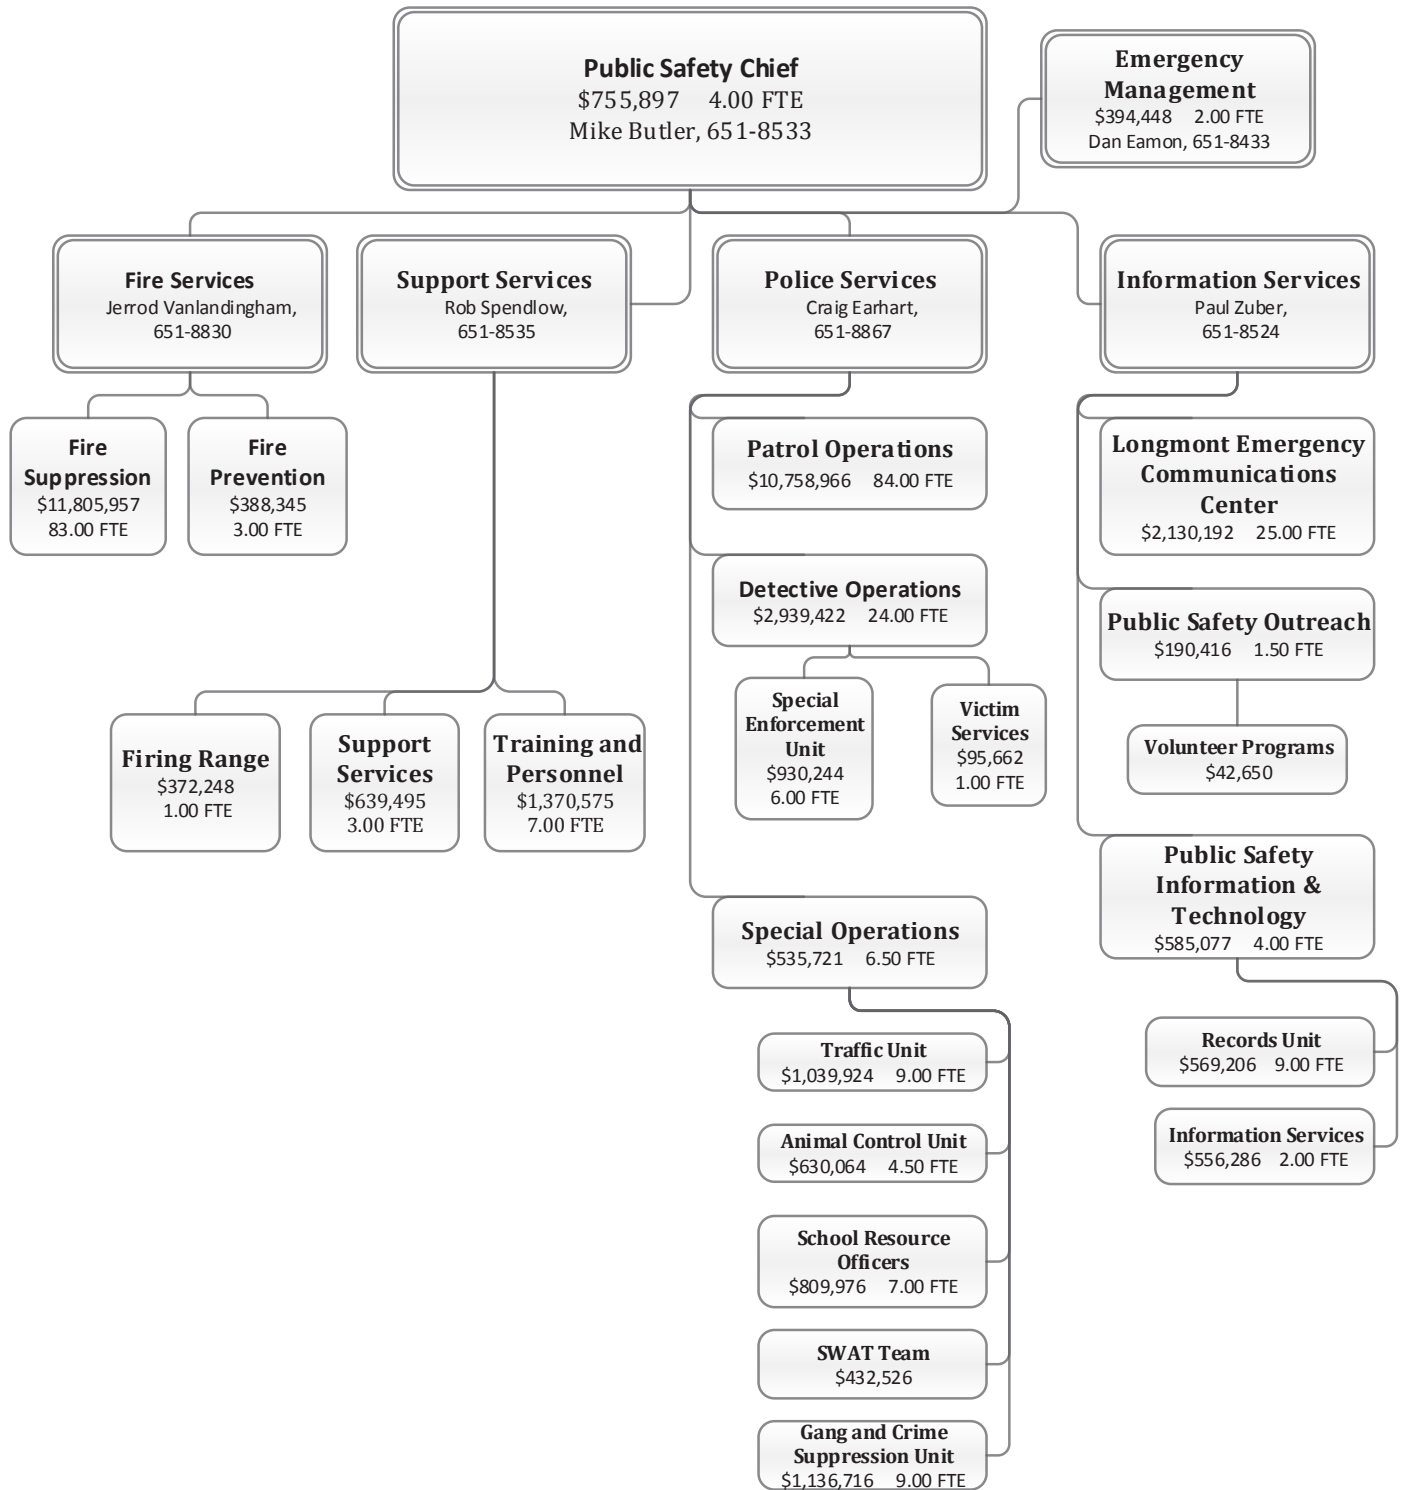 Public Safety Chief
$755,897 4.00 FTE
Mike Butler, 651-8533
Emergency
Management
$394,448 2.00 FTE
Dan Eamon, 651-8433
Fire Services
Jerrod Vanlandingham,
651-8830
Support Services
Rob Spendlow,
651-8535
Police Services
Craig Earhart,
651-8867
Information Services
Paul Zuber,
651-8524
Fire
Suppression
$11,805,957
83.00 FTE
Fire
Prevention
$388,345
3.00 FTE
Firing Range
$372,248
1.00 FTE
Support
Services
$639,495
3.00 FTE
Training and
Personnel
$1,370,575
7.00 FTE
Patrol Operations
$10,758,966 84.00 FTE
Detective Operations
$2,939,422 24.00 FTE
Special
Enforcement
Unit
$930,244
6.00 FTE
Victim
Services
$95,662
1.00 FTE
Special Operations
$535,721 6.50 FTE
Traffic Unit
$1,039,924 9.00 FTE
Animal Control Unit
$630,064 4.50 FTE
School Resource
Officers
$809,976 7.00 FTE
SWAT Team
$432,526
Gang and Crime
Suppression Unit
$1,136,716 9.00 FTE
Longmont Emergency
Communications
Center
$2,130,192 25.00 FTE
Public Safety Outreach
$190,416 1.50 FTE
Volunteer Programs
$42,650
Public Safety
Information &
Technology
$585,077 4.00 FTE
Records Unit
$569,206 9.00 FTE
Information Services
$556,286 2.00 FTE